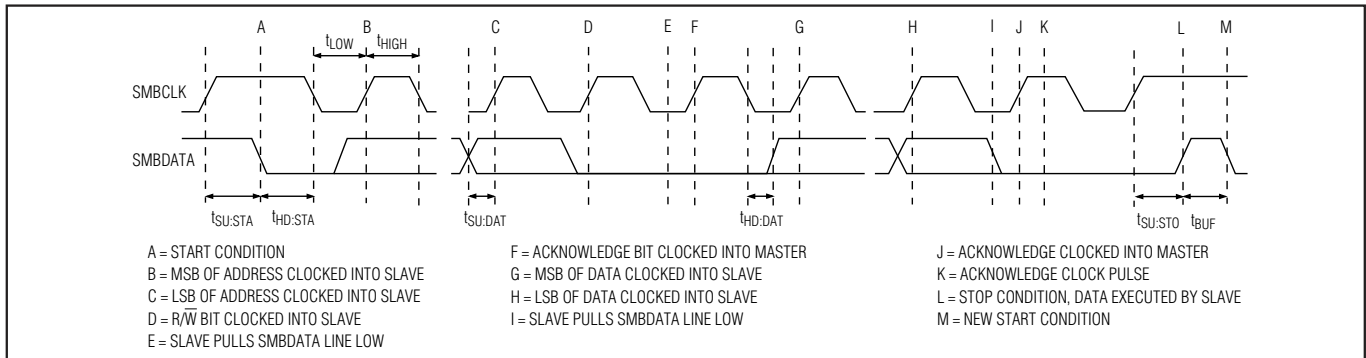 A B C D E F G H I J K L M
tLOW tHIGH
SMBCLK
SMBDATA
tSU:STA tHD:STA tSU:DAT tHD:DAT tSU:STO tBUF
A = START CONDITION
B = MSB OF ADDRESS CLOCKED INTO SLAVE
C = LSB OF ADDRESS CLOCKED INTO SLAVE
D = R/W̅ BIT CLOCKED INTO SLAVE
E = SLAVE PULLS SMBDATA LINE LOW
F = ACKNOWLEDGE BIT CLOCKED INTO MASTER
G = MSB OF DATA CLOCKED INTO SLAVE
H = LSB OF DATA CLOCKED INTO SLAVE
I = SLAVE PULLS SMBDATA LINE LOW
J = ACKNOWLEDGE CLOCKED INTO MASTER
K = ACKNOWLEDGE CLOCK PULSE
L = STOP CONDITION, DATA EXECUTED BY SLAVE
M = NEW START CONDITION